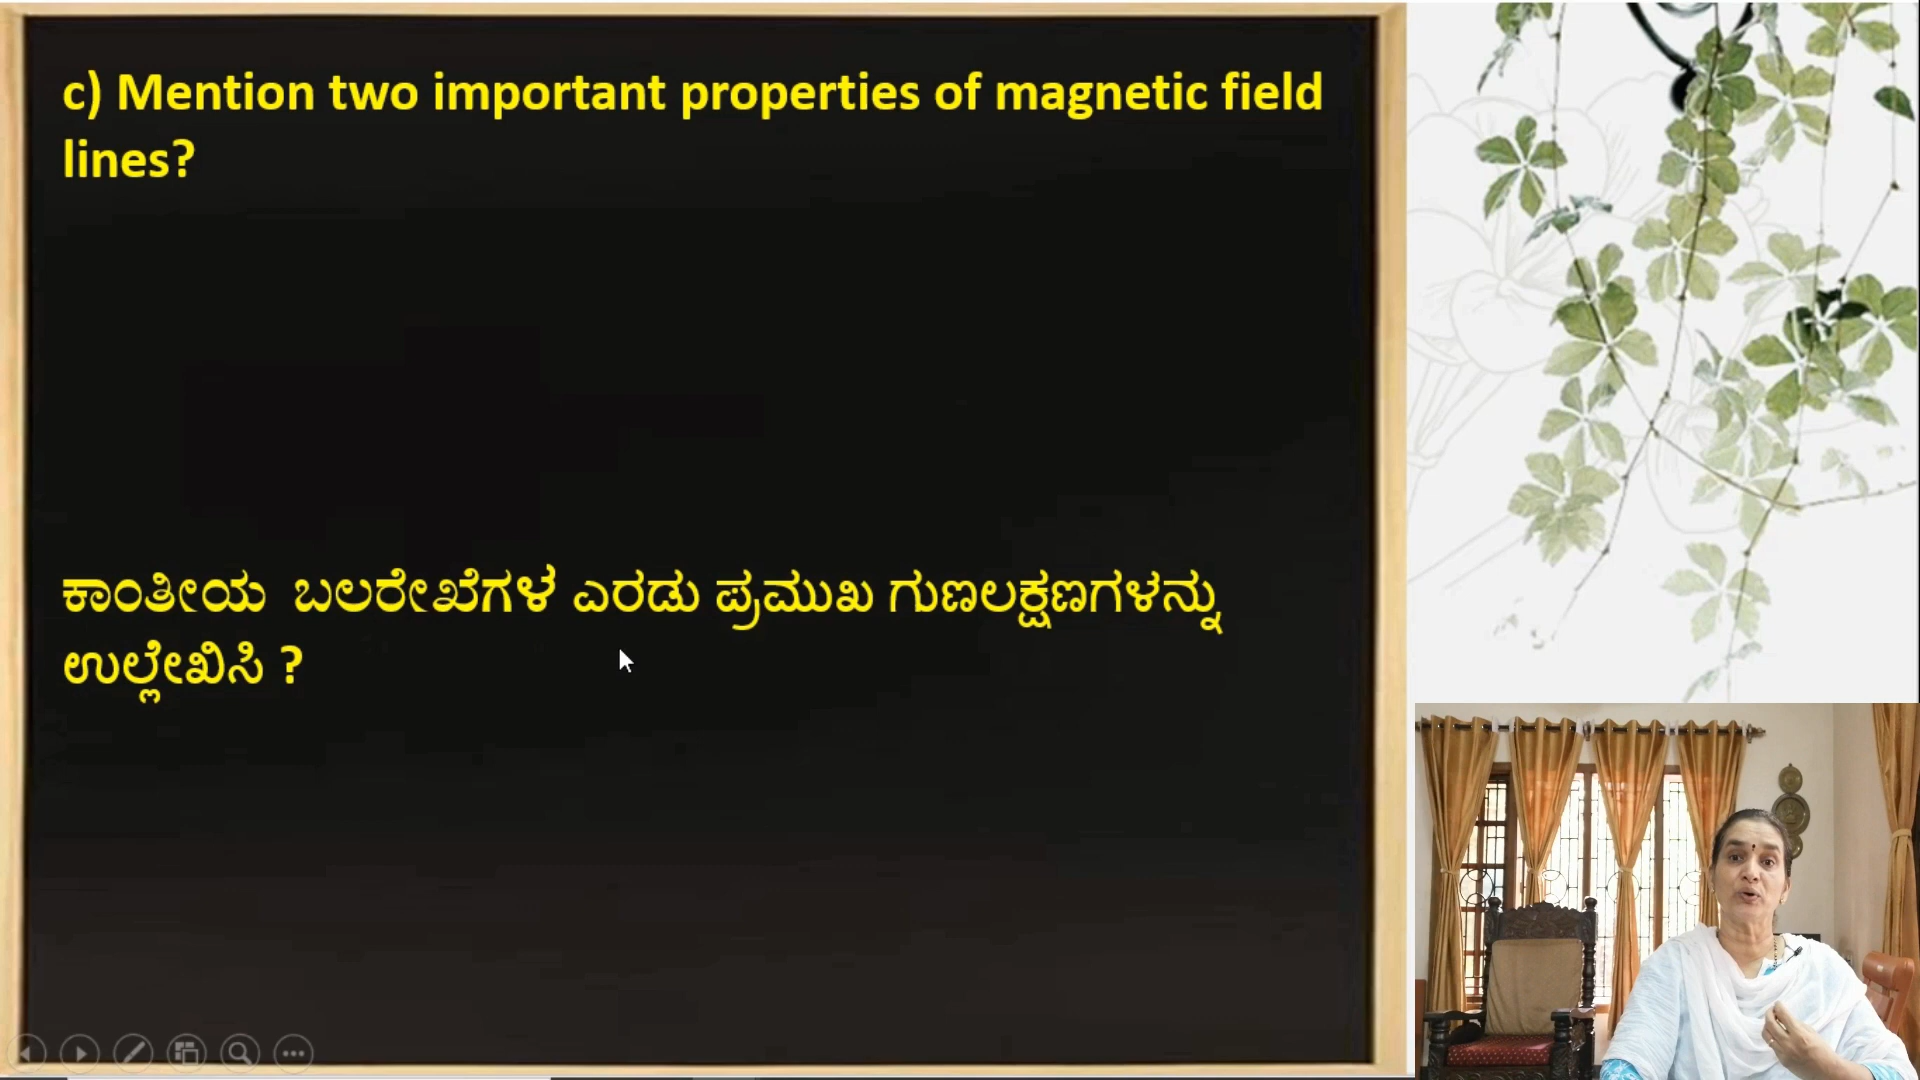 c) Mention two important properties of magnetic field
lines?
ಕಾಂತೀಯ ಬಲರೇಖೆಗಳ ಎರಡು ಪ್ರಮುಖ ಗುಣಲಕ್ಷಣಗಳನ್ನು
ಉಲ್ಲೇಖಿಸಿ ?